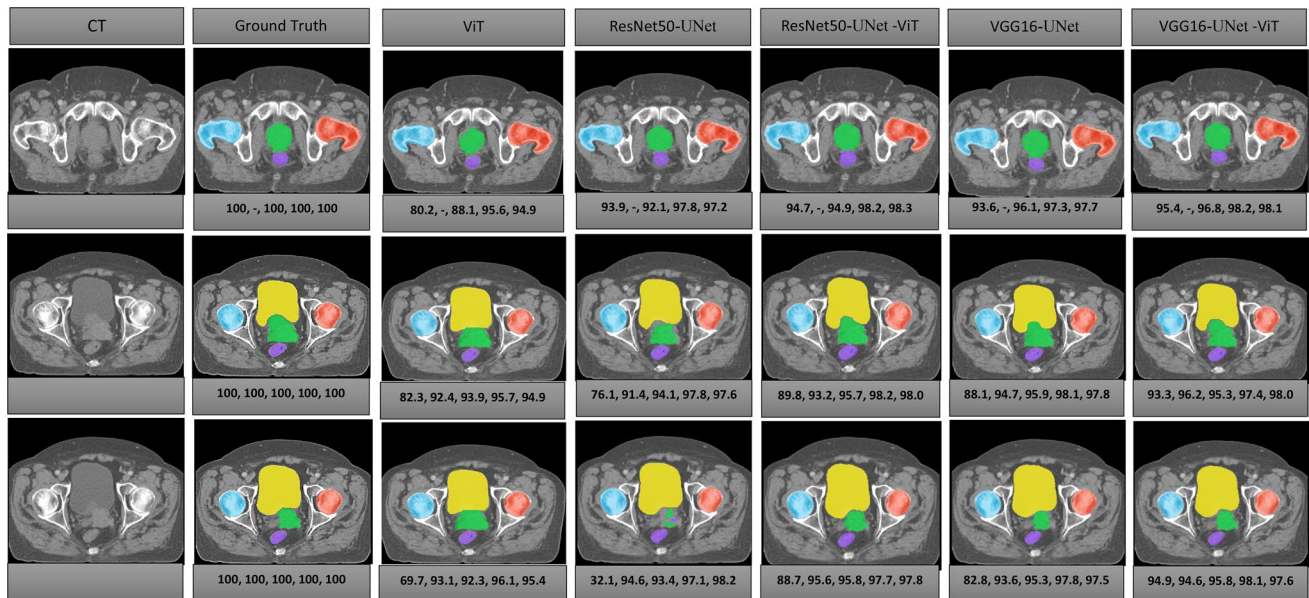 CT Ground Truth ViT ResNet50-UNet ResNet50-UNet -ViT VGG16-UNet VGG16-UNet -ViT
100, -, 100, 100, 100 80.2, -, 88.1, 95.6, 94.9 93.9, -, 92.1, 97.8, 97.2 94.7, -, 94.9, 98.2, 98.3 93.6, -, 96.1, 97.3, 97.7 95.4, -, 96.8, 98.2, 98.1
100, 100, 100, 100, 100 82.3, 92.4, 93.9, 95.7, 94.9 76.1, 91.4, 94.1, 97.8, 97.6 89.8, 93.2, 95.7, 98.2, 98.0 88.1, 94.7, 95.9, 98.1, 97.8 93.3, 96.2, 95.3, 97.4, 98.0
100, 100, 100, 100, 100 69.7, 93.1, 92.3, 96.1, 95.4 32.1, 94.6, 93.4, 97.1, 98.2 88.7, 95.6, 95.8, 97.7, 97.8 82.8, 93.6, 95.3, 97.8, 97.5 94.9, 94.6, 95.8, 98.1, 97.6